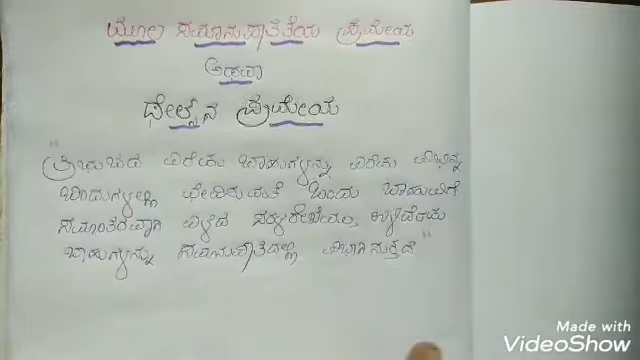 ಮೂಲ ಸಮಾನುಪಾತತೆಯ ಪ್ರಮೇಯ
ಅಥವಾ
ಥೇಲ್ಸ್‌ನ ಪ್ರಮೇಯ
"ತ್ರಿಭುಜದ ಎರಡು ಬಾಹುಗಳನ್ನು ಎರಡು ವಿಭಿನ್ನ
ಬಿಂದುಗಳಲ್ಲಿ ಛೇದಿಸುವಂತೆ ಒಂದು ಬಾಹುವಿಗೆ
ಸಮಾಂತರವಾಗಿ ಎಳೆದ ಸರಳರೇಖೆಯು, ಉಳಿದೆರಡು
ಬಾಹುಗಳನ್ನು ಸಮಾನುಪಾತದಲ್ಲಿ ವಿಭಾಗಿಸುತ್ತದೆ"
Made with
VideoShow